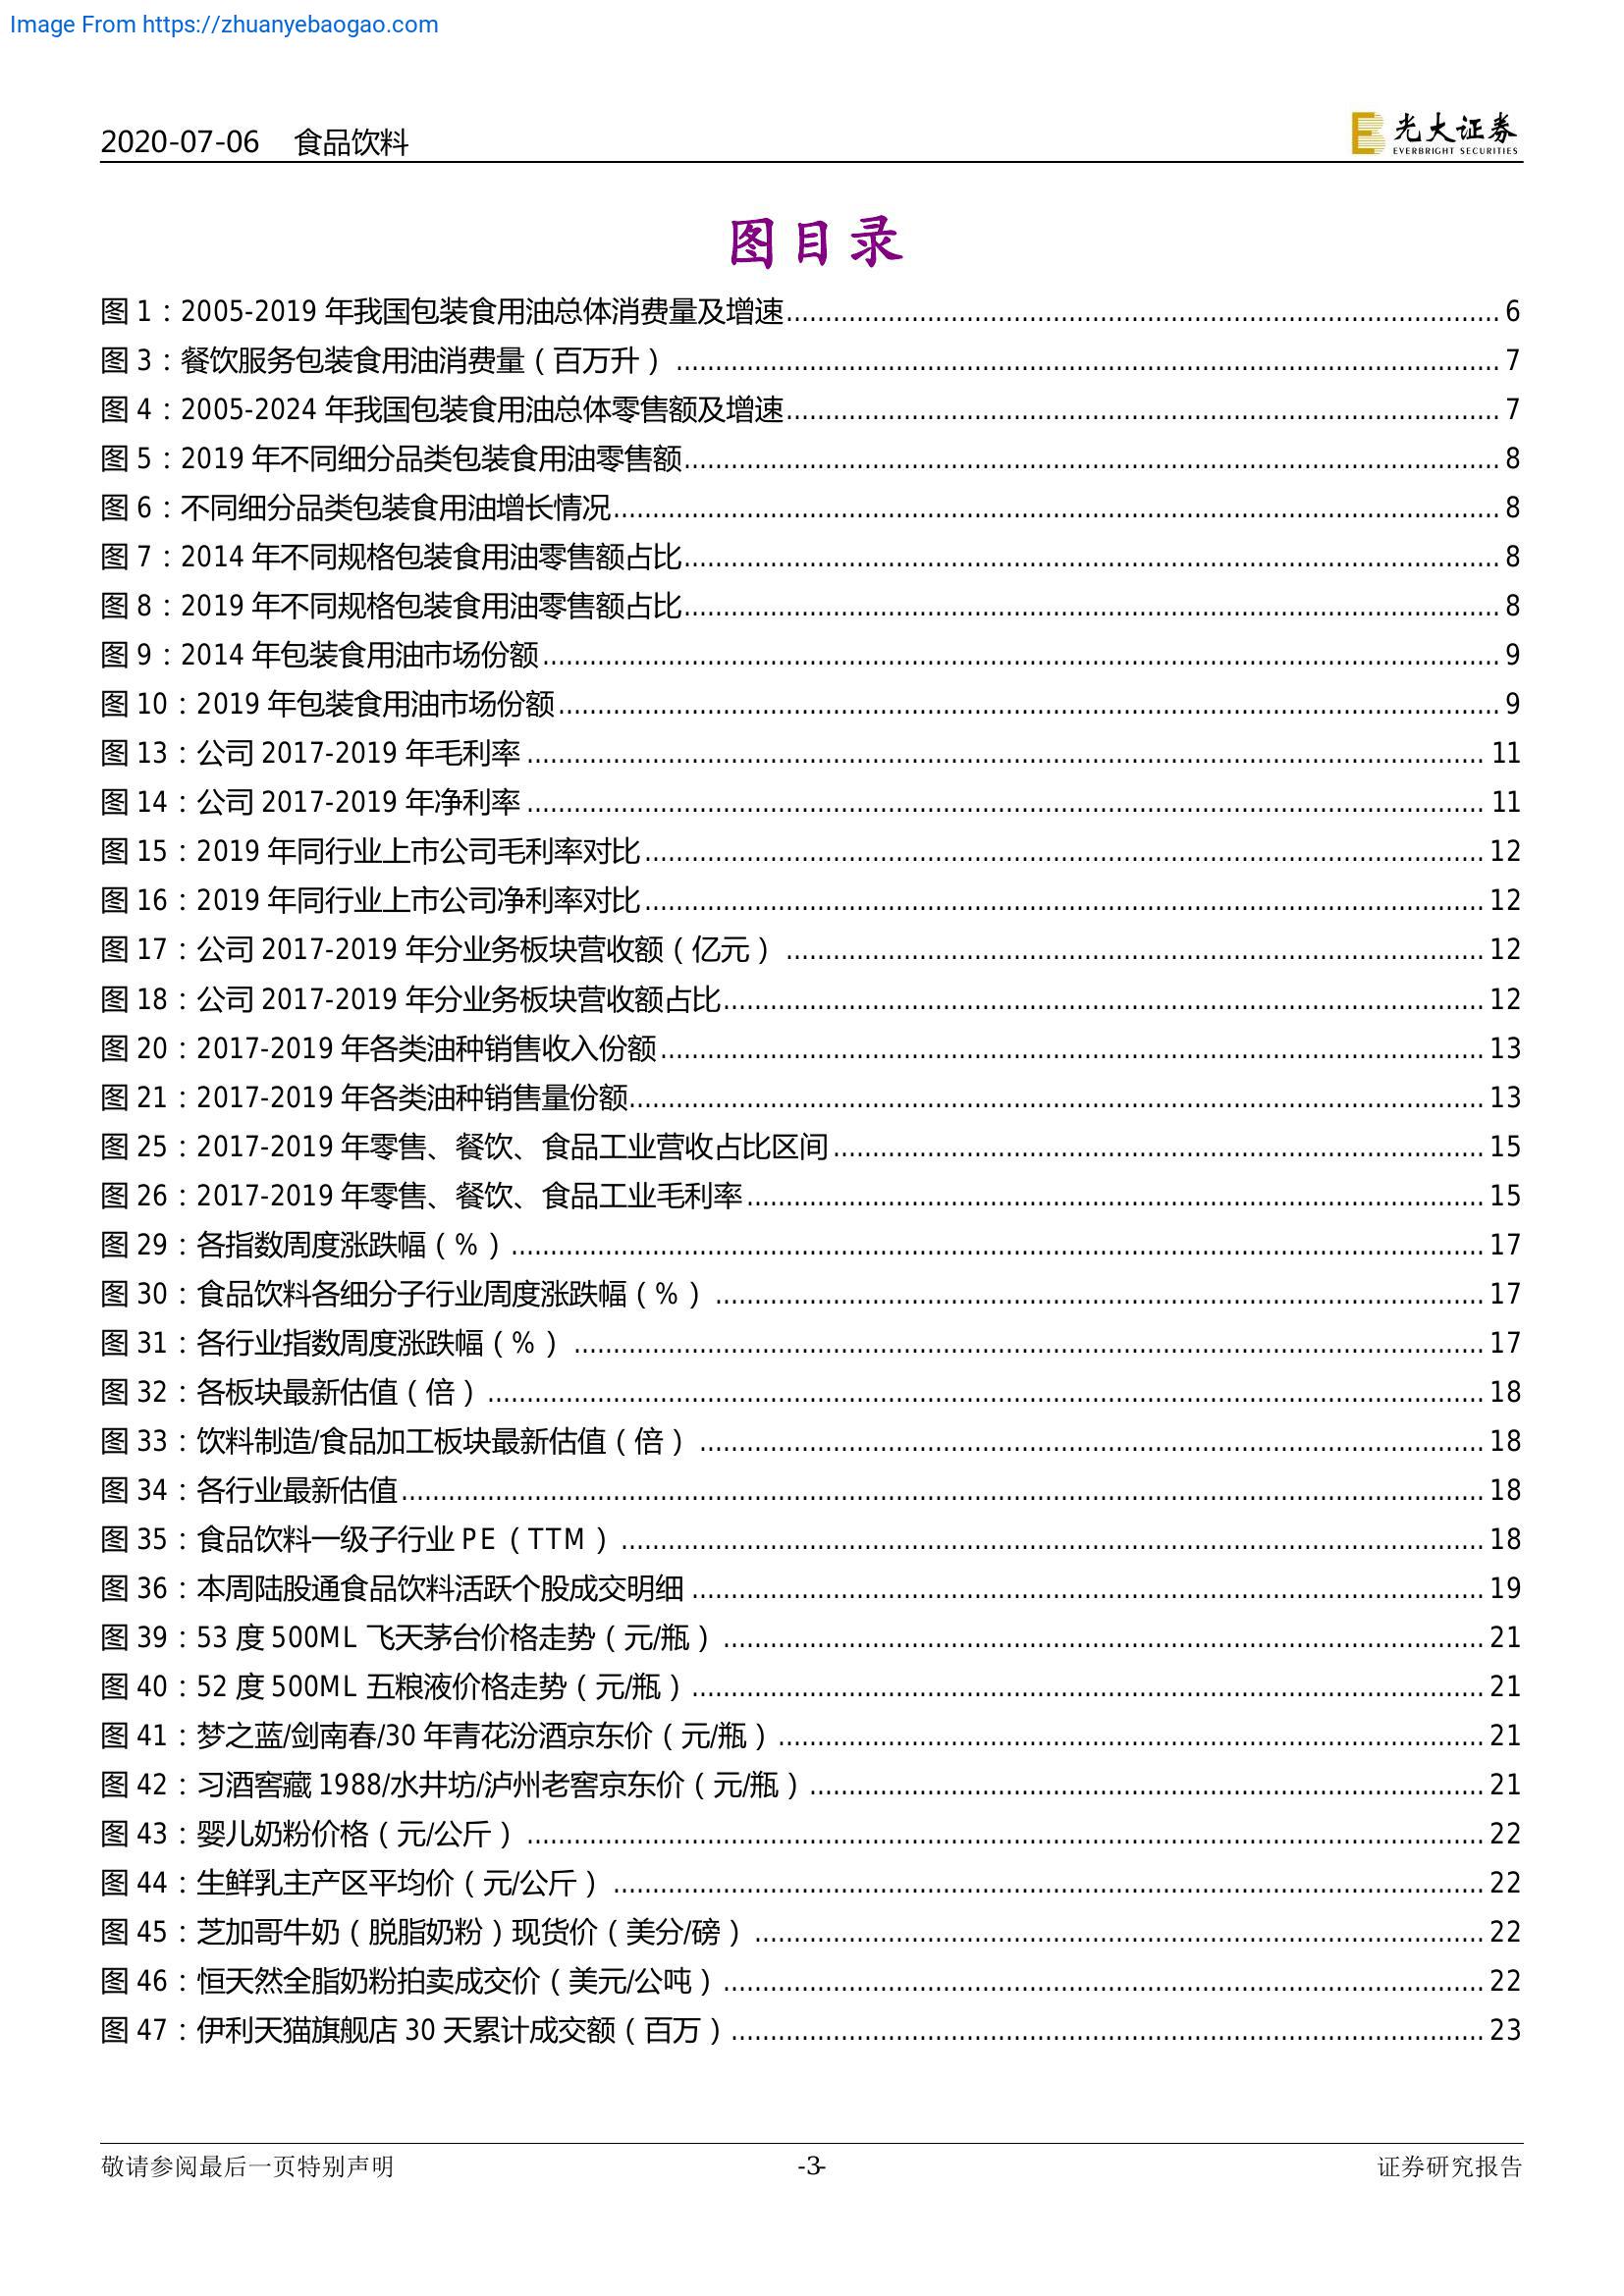 Image From https://zhuanyebaogao.com
2020-07-06 食品饮料
光大证券
EVERBRIGHT SECURITIES
图目录
图 1：2005-2019 年我国包装食用油总体消费量及增速 6
图 3：餐饮服务包装食用油消费量（百万升） 7
图 4：2005-2024 年我国包装食用油总体零售额及增速 7
图 5：2019 年不同细分品类包装食用油零售额 8
图 6：不同细分品类包装食用油增长情况 8
图 7：2014 年不同规格包装食用油零售额占比 8
图 8：2019 年不同规格包装食用油零售额占比 8
图 9：2014 年包装食用油市场份额 9
图 10：2019 年包装食用油市场份额 9
图 13：公司 2017-2019 年毛利率 11
图 14：公司 2017-2019 年净利率 11
图 15：2019 年同行业上市公司毛利率对比 12
图 16：2019 年同行业上市公司净利率对比 12
图 17：公司 2017-2019 年分业务板块营收额（亿元） 12
图 18：公司 2017-2019 年分业务板块营收额占比 12
图 20：2017-2019 年各类油种销售收入份额 13
图 21：2017-2019 年各类油种销售量份额 13
图 25：2017-2019 年零售、餐饮、食品工业营收占比区间 15
图 26：2017-2019 年零售、餐饮、食品工业毛利率 15
图 29：各指数周度涨跌幅（%） 17
图 30：食品饮料各细分子行业周度涨跌幅（%） 17
图 31：各行业指数周度涨跌幅（%） 17
图 32：各板块最新估值（倍） 18
图 33：饮料制造/食品加工板块最新估值（倍） 18
图 34：各行业最新估值 18
图 35：食品饮料一级子行业 PE（TTM） 18
图 36：本周陆股通食品饮料活跃个股成交明细 19
图 39：53 度 500ML 飞天茅台价格走势（元/瓶） 21
图 40：52 度 500ML 五粮液价格走势（元/瓶） 21
图 41：梦之蓝/剑南春/30 年青花汾酒京东价（元/瓶） 21
图 42：习酒窖藏 1988/水井坊/泸州老窖京东价（元/瓶） 21
图 43：婴儿奶粉价格（元/公斤） 22
图 44：生鲜乳主产区平均价（元/公斤） 22
图 45：芝加哥牛奶（脱脂奶粉）现货价（美分/磅） 22
图 46：恒天然全脂奶粉拍卖成交价（美元/公吨） 22
图 47：伊利天猫旗舰店 30 天累计成交额（百万） 23
敬请参阅最后一页特别声明 -3- 证券研究报告